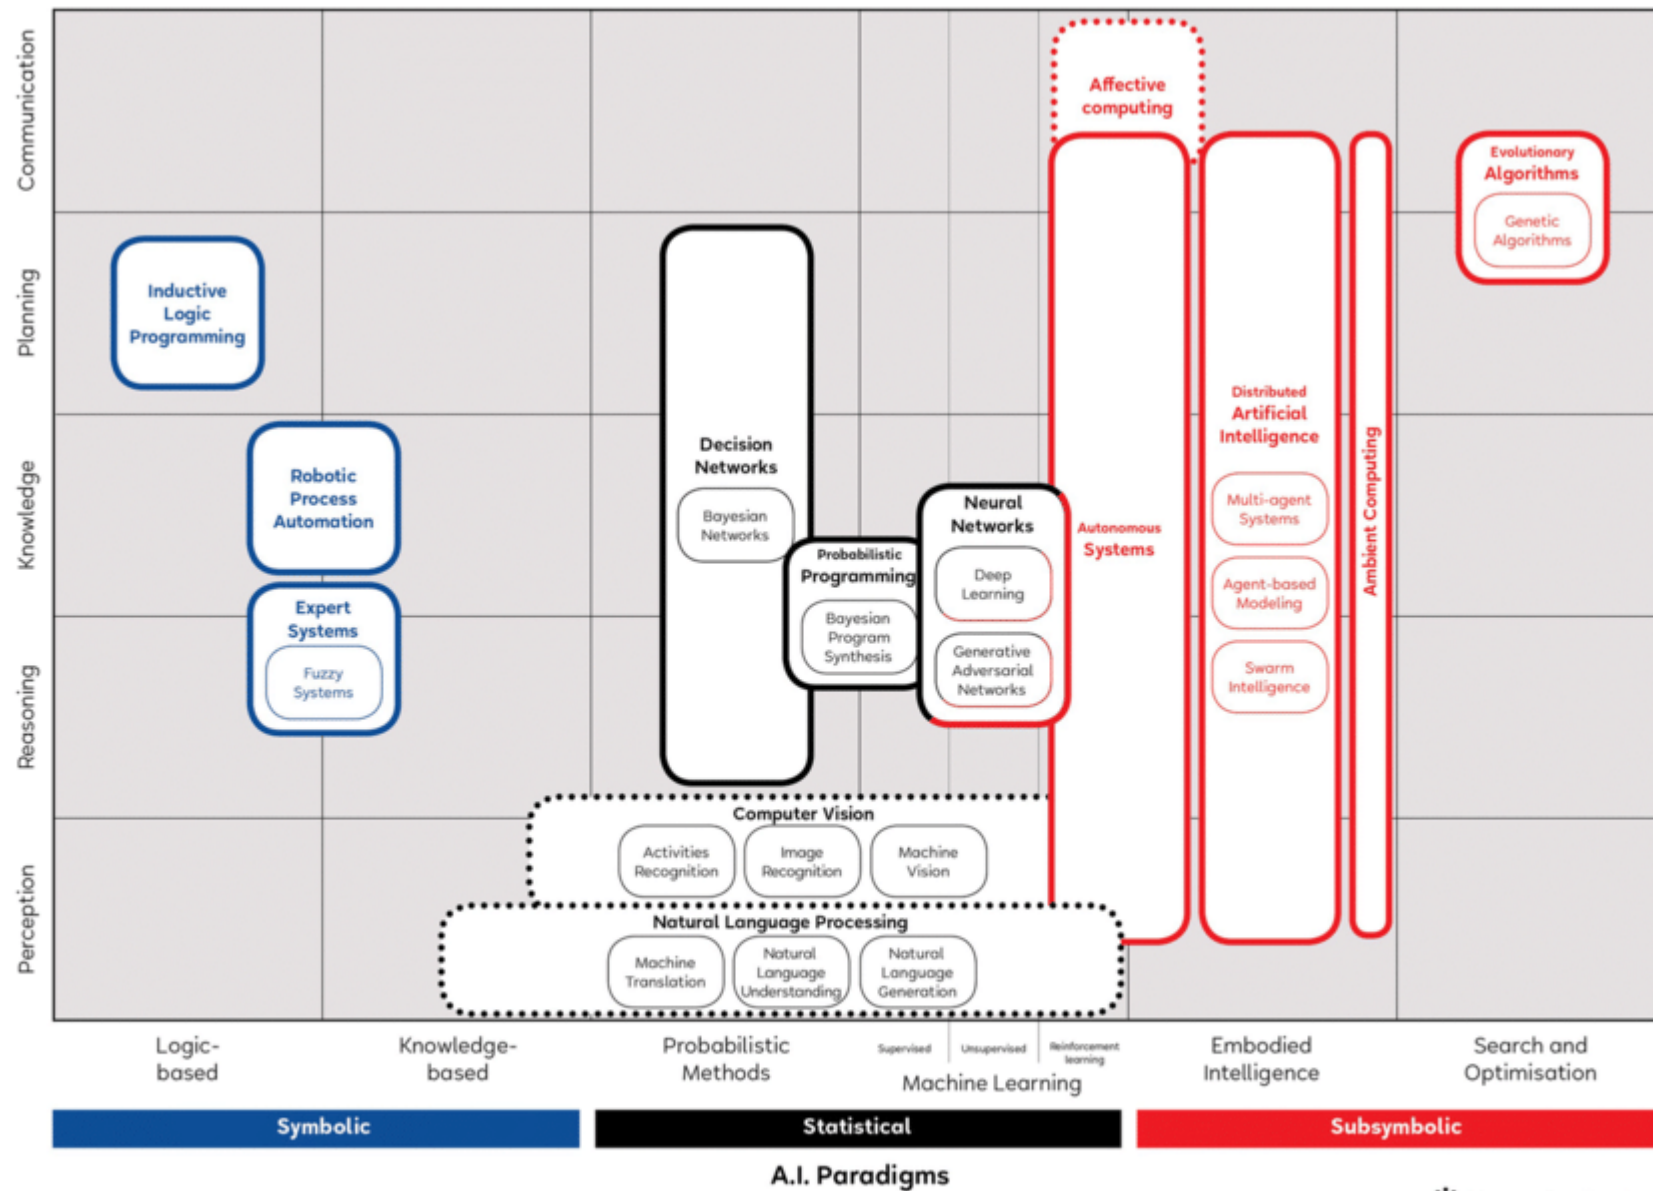 Communication
Planning
Knowledge
Reasoning
Perception
Affective
computing
Evolutionary
Algorithms
Genetic
Algorithms
Inductive
Logic
Programming
Robotic
Process
Automation
Expert
Systems
Fuzzy
Systems
Decision
Networks
Bayesian
Networks
Probabilistic
Programming
Bayesian
Program
Synthesis
Neural
Networks
Deep
Learning
Generative
Adversarial
Networks
Autonomous
Systems
Distributed
Artificial
Intelligence
Multi-agent
Systems
Agent-based
Modeling
Swarm
Intelligence
Ambient Computing
Computer Vision
Activities
Recognition
Image
Recognition
Machine
Vision
Natural Language Processing
Machine
Translation
Natural
Language
Understanding
Natural
Language
Generation
Logic-
based
Knowledge-
based
Probabilistic
Methods
Supervised
Unsupervised
Reinforcement
learning
Machine Learning
Embodied
Intelligence
Search and
Optimisation
Symbolic
Statistical
Subsymbolic
A.I. Paradigms